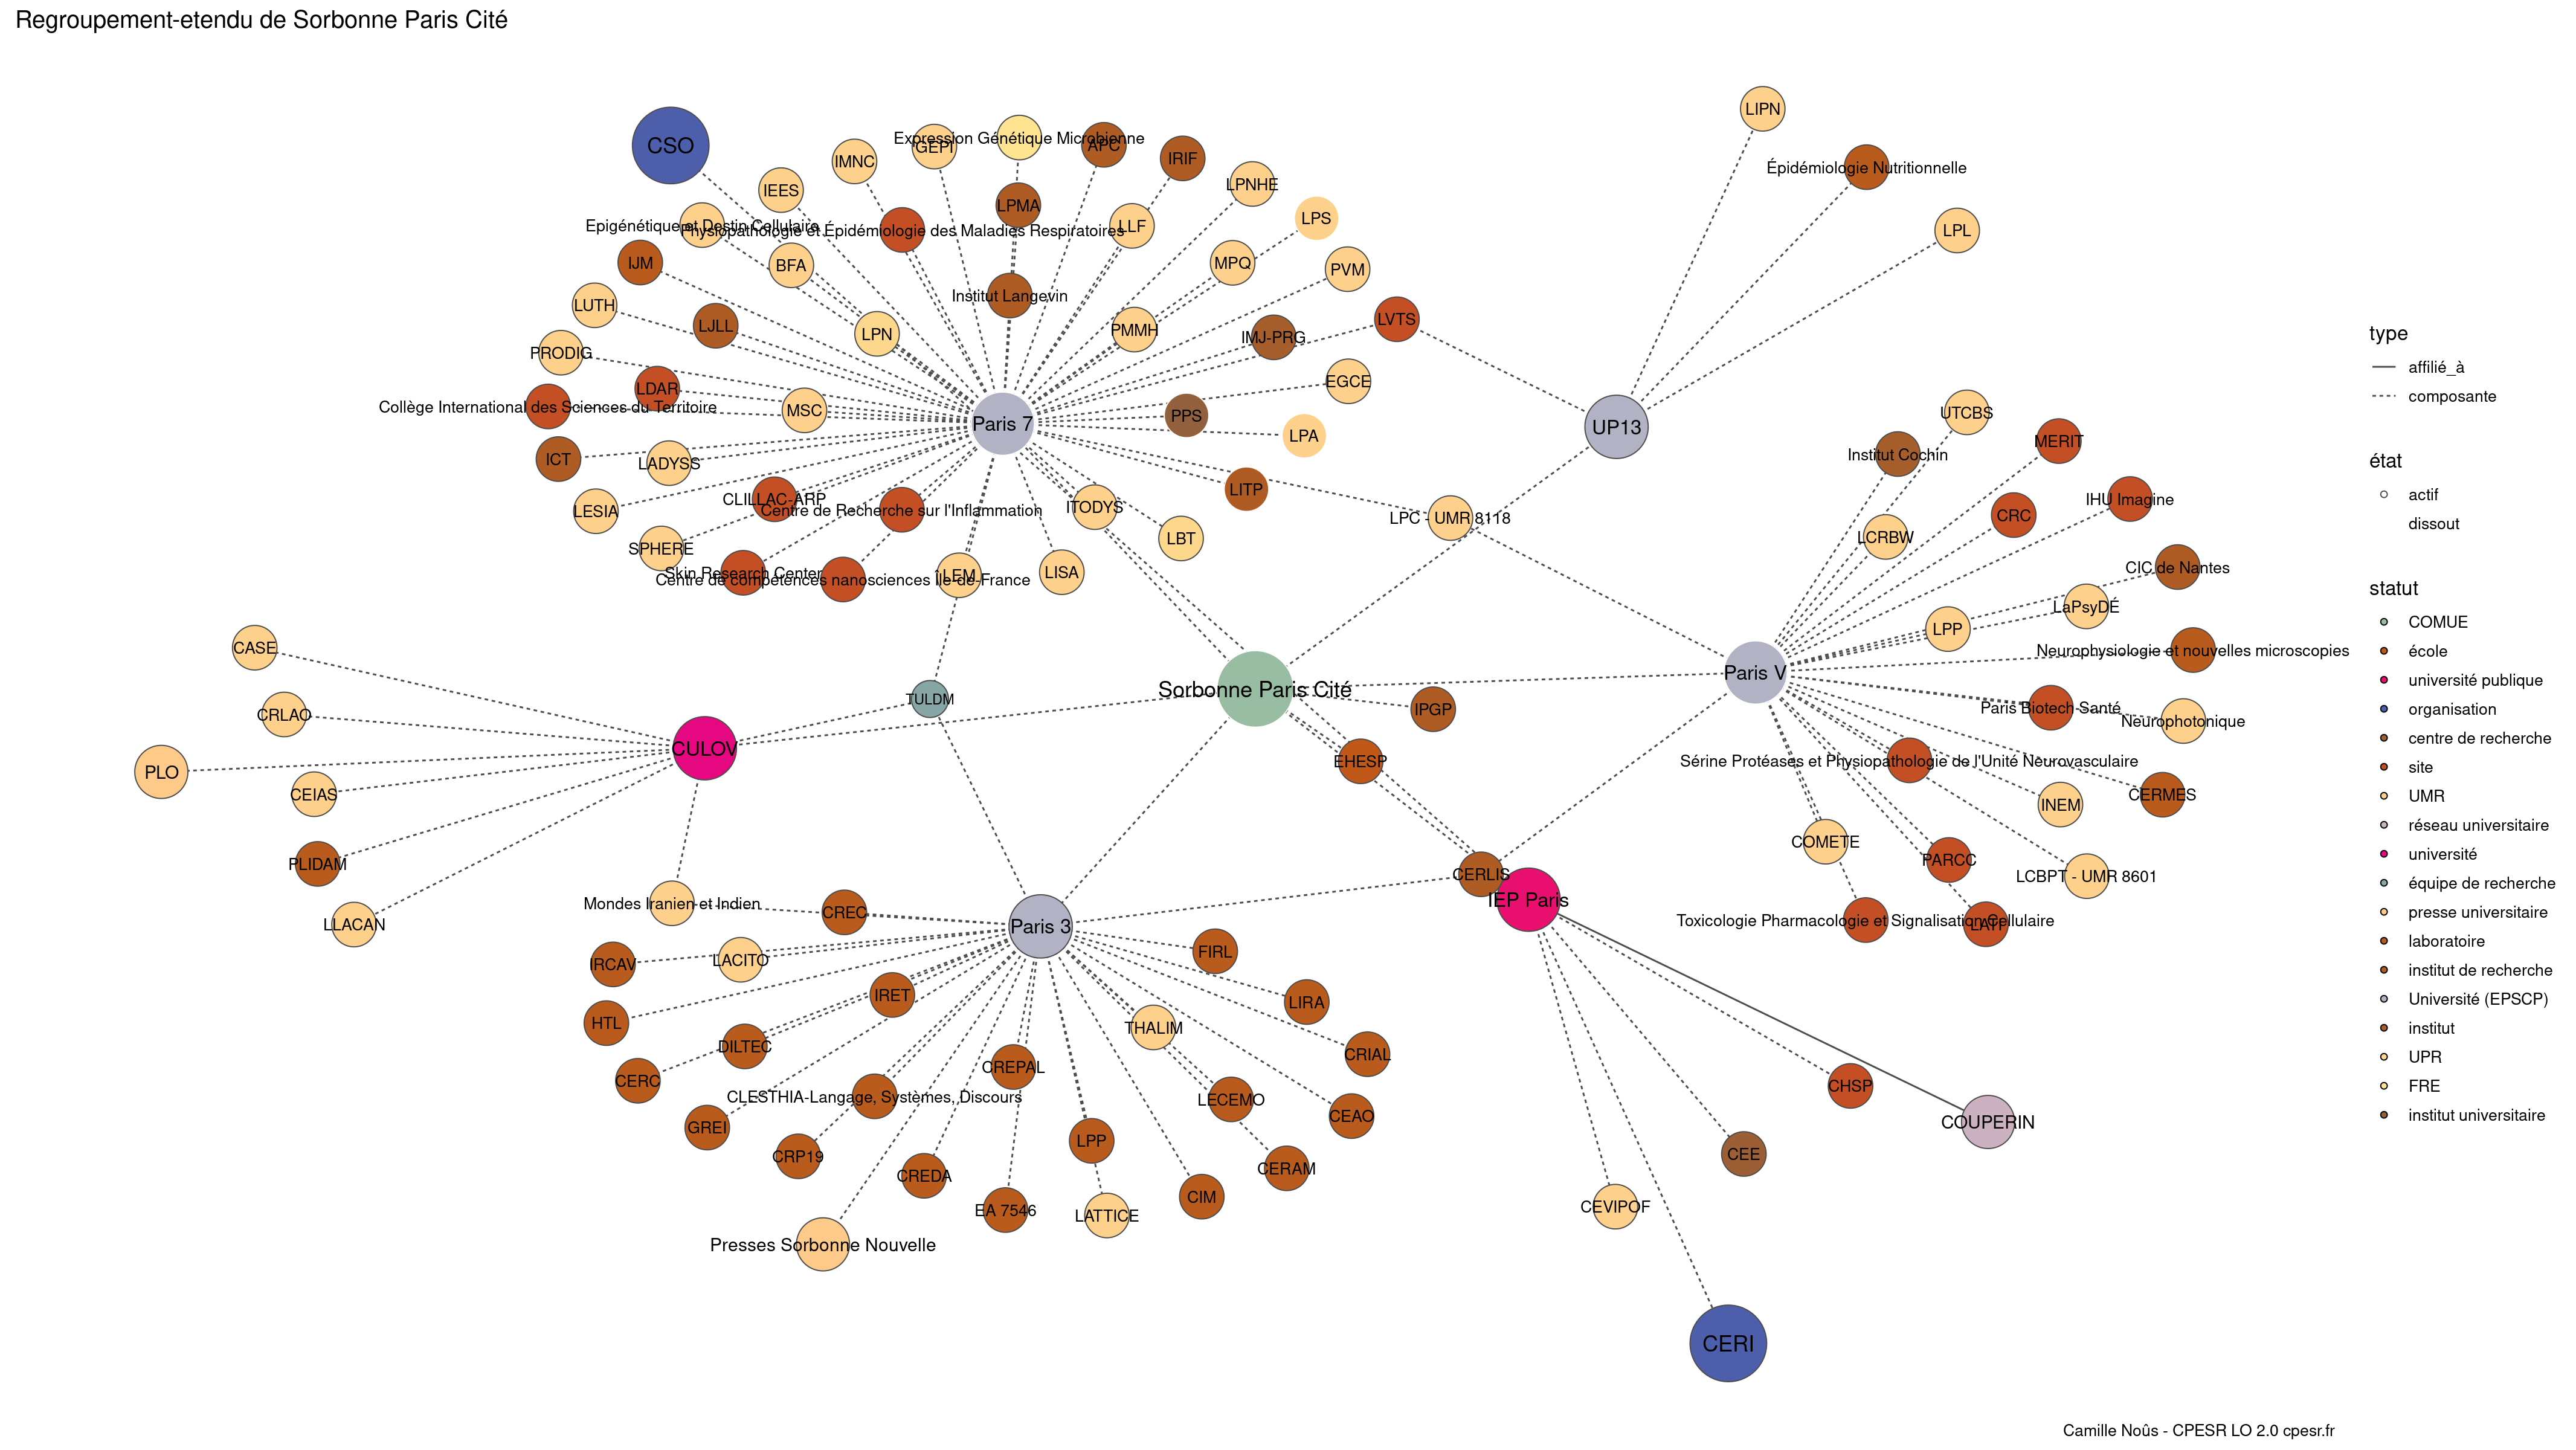 Regroupement-etendu de Sorbonne Paris Cité
LIPN
CSO
Expression Génétique Microbienne
GEPI
APC
IMNC
IRIF
Épidémiologie Nutritionnelle
IEES
LPNHE
LPMA
LPS
Epigénétique et Destin Cellulaire
Physiopathologie et Épidémiologie des Maladies Respiratoires
LLF
LPL
IJM
BFA
MPQ
PVM
Institut Langevin
LUTH
LJLL
LPN
PMMH
IMJ-PRG
LVTS
PRODIG
LDAR
EGCE
Collège International des Sciences du Territoire
MSC
PPS
Paris 7
LPA
UP13
UTCBS
MERIT
Institut Cochin
ICT
LADYSS
LITP
CLILLAC-ARP
IHU Imagine
LESIA
Centre de Recherche sur l'Inflammation
ITODYS
LPC - UMR 8118
CRC
LCRBW
SPHERE
LBT
Skin Research Center
Centre de compétences nanosciences Ile-de-France
LEM
LISA
CIC de Nantes
LaPsyDÉ
LPP
CASE
Neurophysiologie et nouvelles microscopies
Paris V
Sorbonne Paris Cité
TULDM
IPGP
Paris Biotech Santé
CRLAO
Neurophotonique
CULOV
EHESP
Sérine Protéases et Physiopathologie de l'Unité Neurovasculaire
PLO
CEIAS
INEM
CERMES
COMETE
PLIDAM
PARCC
CERLIS
LCBPT - UMR 8601
IEP Paris
Mondes Iranien et Indien
CREC
LLACAN
Paris 3
Toxicologie Pharmacologie et Signalisation Cellulaire
LATI
FIRL
IRCAV
LACITO
IRET
LIRA
HTL
THALIM
DILTEC
CRIAL
CREPAL
CERC
CHSP
CLESTHIA-Langage, Systèmes, Discours
LECEMO
CEAO
COUPERIN
GREI
LPP
CEE
CRP19
CERAM
CREDA
CIM
CEVIPOF
EA 7546
LATTICE
Presses Sorbonne Nouvelle
CERI
type
affilié_à
composante
état
actif
dissout
statut
COMUE
école
université publique
organisation
centre de recherche
site
UMR
réseau universitaire
université
équipe de recherche
presse universitaire
laboratoire
institut de recherche
Université (EPSCP)
institut
UPR
FRE
institut universitaire
Camille Noûs - CPESR LO 2.0 cpesr.fr